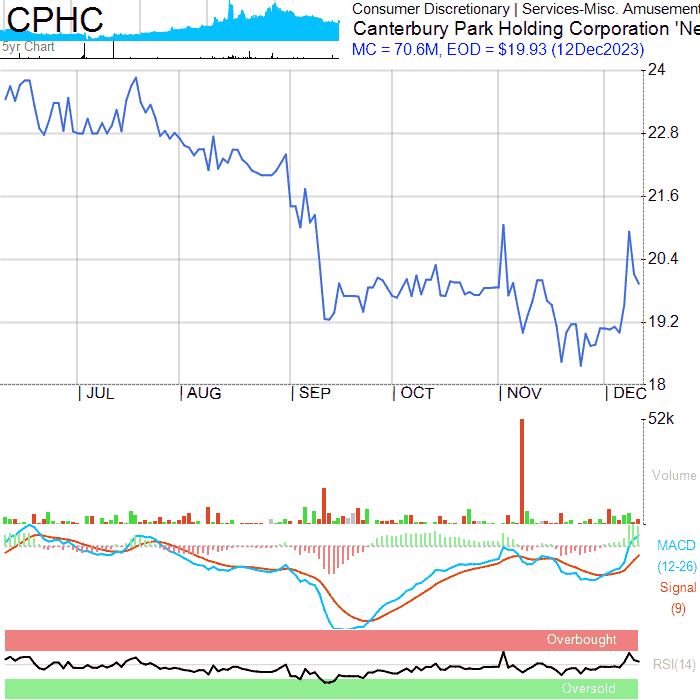 CPHC
5yr Chart
Consumer Discretionary | Services-Misc. Amusement
Canterbury Park Holding Corporation 'Ne
MC = 70.6M, EOD = $19.93 (12Dec2023)
24
22.8
21.6
20.4
19.2
18
|JUL |AUG |SEP |OCT |NOV |DEC
52k
Volume
MACD
(12-26)
Signal
(9)
Overbought
RSI(14)
Oversold